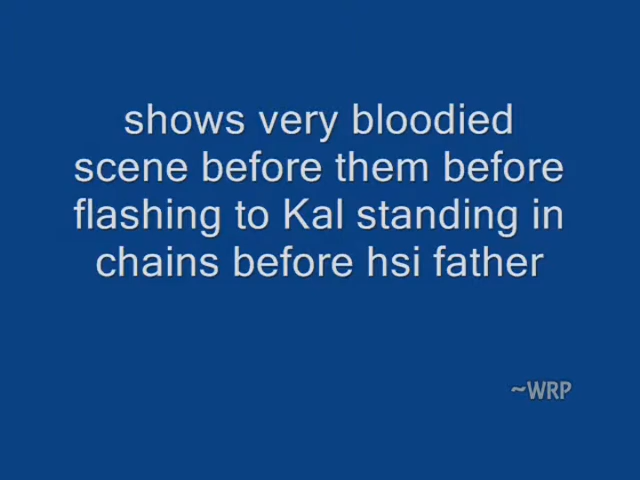 shows very bloodied
scene before them before
flashing to Kal standing in
chains before hsi father
~WRP